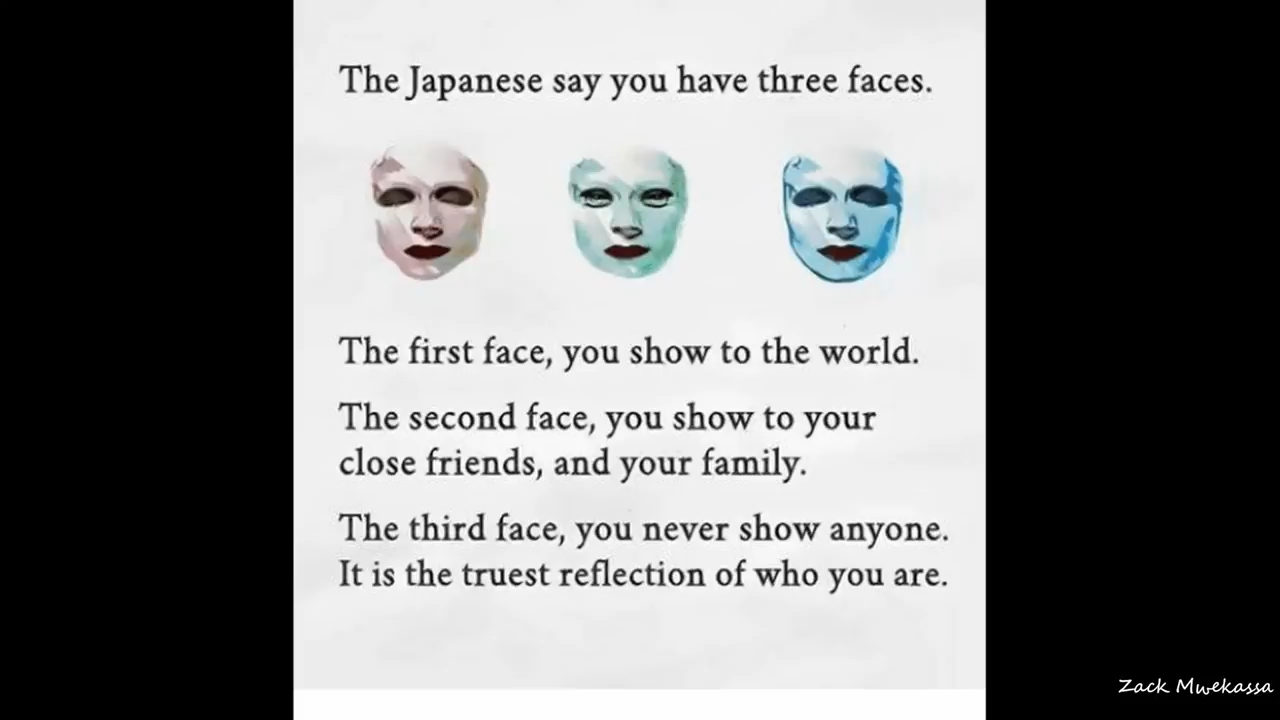 The Japanese say you have three faces.
The first face, you show to the world.
The second face, you show to your
close friends, and your family.
The third face, you never show anyone.
It is the truest reflection of who you are.
Zack Mwekassa